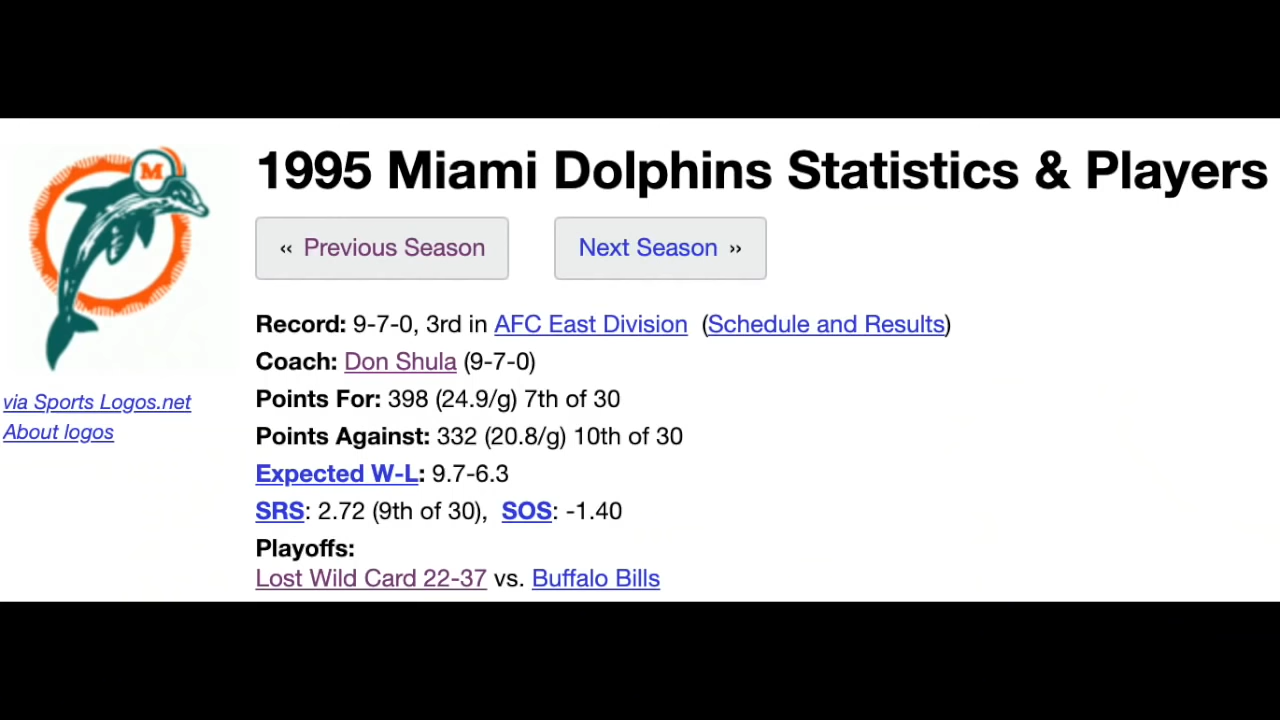 M
1995 Miami Dolphins Statistics & Players
‹‹ Previous Season
Next Season ››
Record: 9-7-0, 3rd in AFC East Division (Schedule and Results)
Coach: Don Shula (9-7-0)
Points For: 398 (24.9/g) 7th of 30
Points Against: 332 (20.8/g) 10th of 30
Expected W-L: 9.7-6.3
SRS: 2.72 (9th of 30), SOS: -1.40
Playoffs:
Lost Wild Card 22-37 vs. Buffalo Bills
via Sports Logos.net
About logos